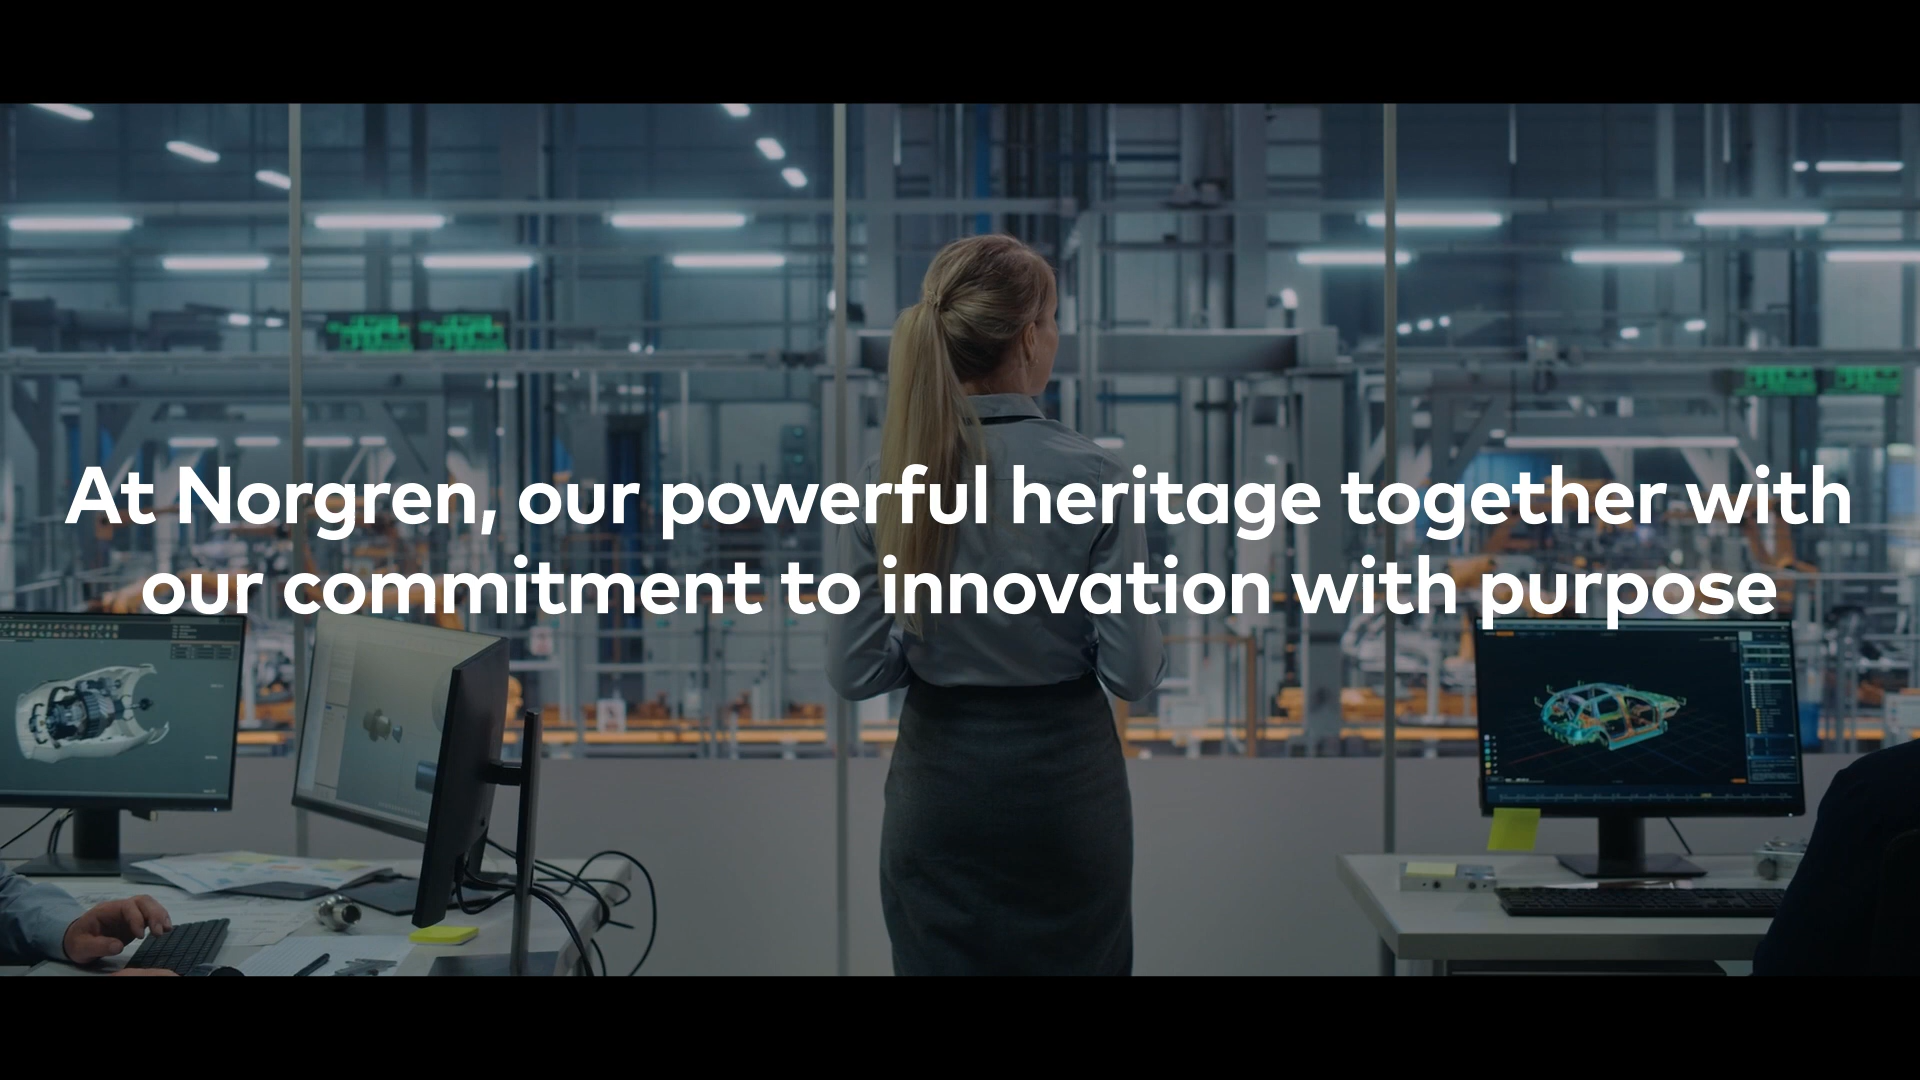 At Norgren, our powerful heritage together with
our commitment to innovation with purpose